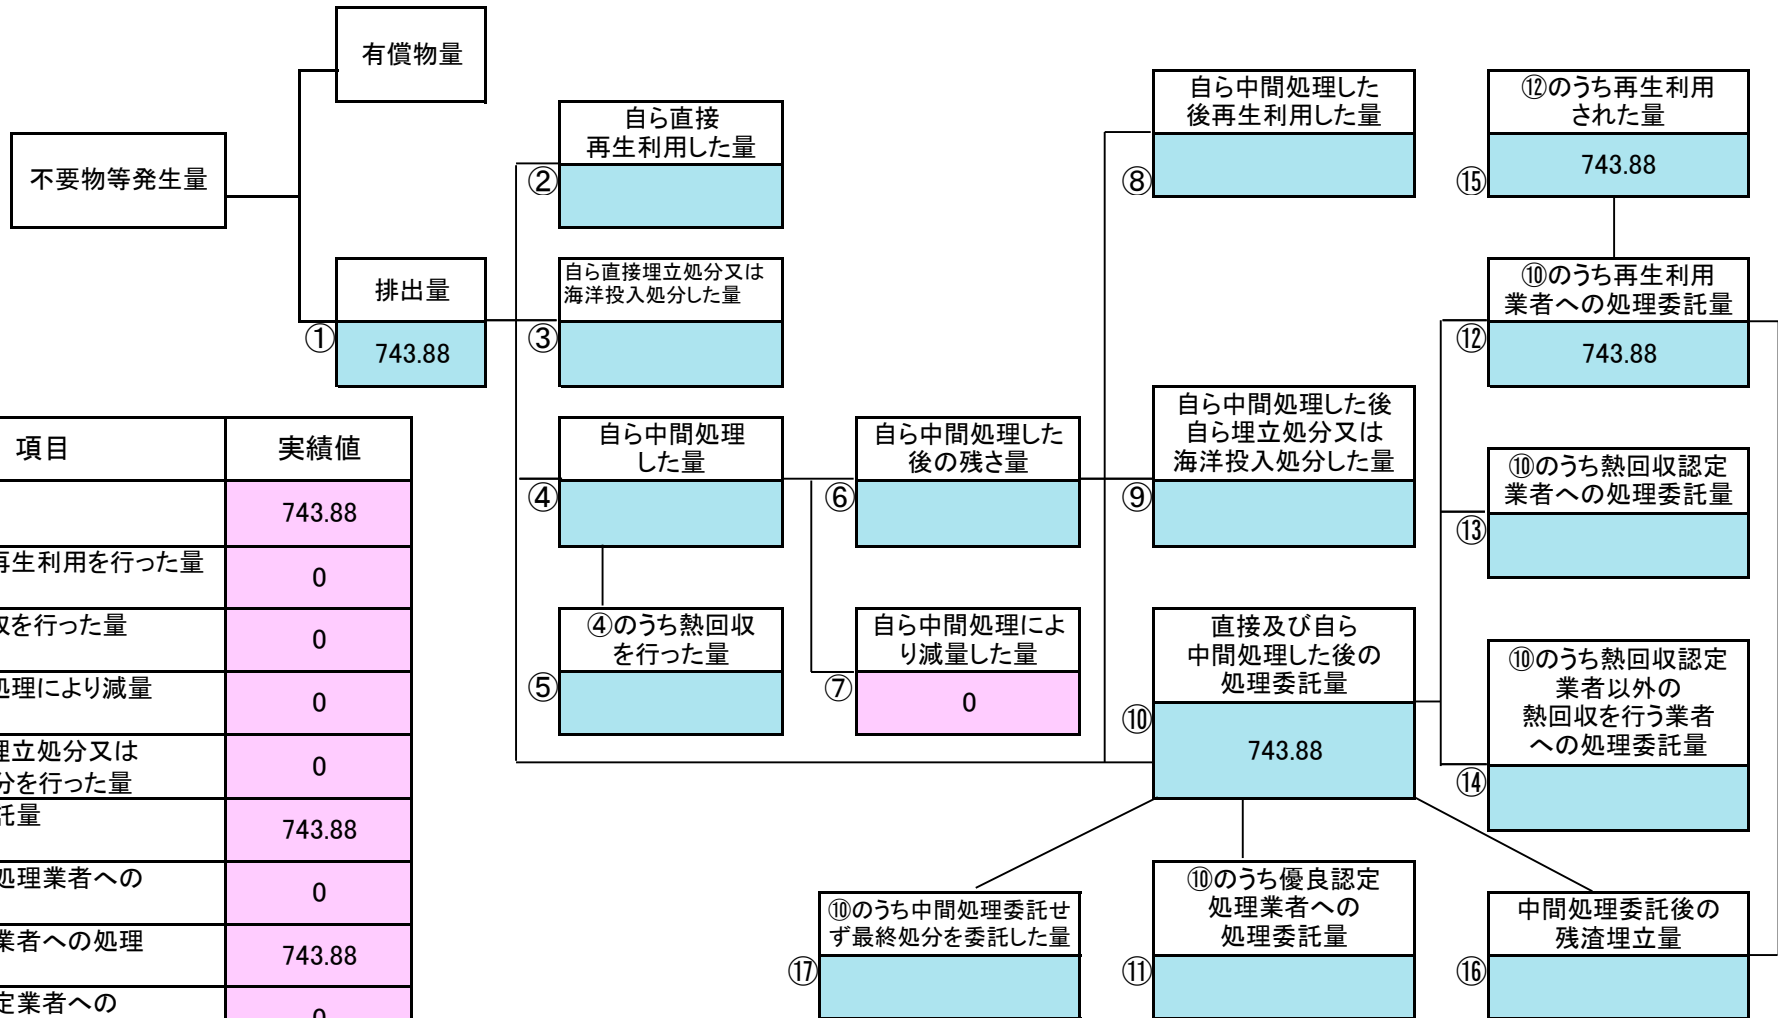 有償物量
不要物等発生量
排出量
①
743.88
自ら直接
再生利用した量
②
自ら直接埋立処分又は
海洋投入処分した量
③
自ら中間処理
した量
④
④のうち熱回収
を行った量
⑤
自ら中間処理した
後の残さ量
⑥
自ら中間処理によ
り減量した量
⑦
0
自ら中間処理した
後再生利用した量
⑧
自ら中間処理した後
自ら埋立処分又は
海洋投入処分した量
⑨
直接及び自ら
中間処理した後の
処理委託量
⑩
743.88
⑫のうち再生利用
された量
⑮
743.88
⑩のうち再生利用
業者への処理委託量
⑫
743.88
⑩のうち熱回収認定
業者への処理委託量
⑬
⑩のうち熱回収認定
業者以外の
熱回収を行う業者
への処理委託量
⑭
⑩のうち中間処理委託せ
ず最終処分を委託した量
⑰
⑩のうち優良認定
処理業者への
処理委託量
⑪
中間処理委託後の
残渣埋立量
⑯
項目
実績値
743.88
再生利用を行った量
0
収を行った量
0
処理により減量
0
埋立処分又は
分を行った量
0
託量
743.88
処理業者への
0
業者への処理
743.88
定業者への
0